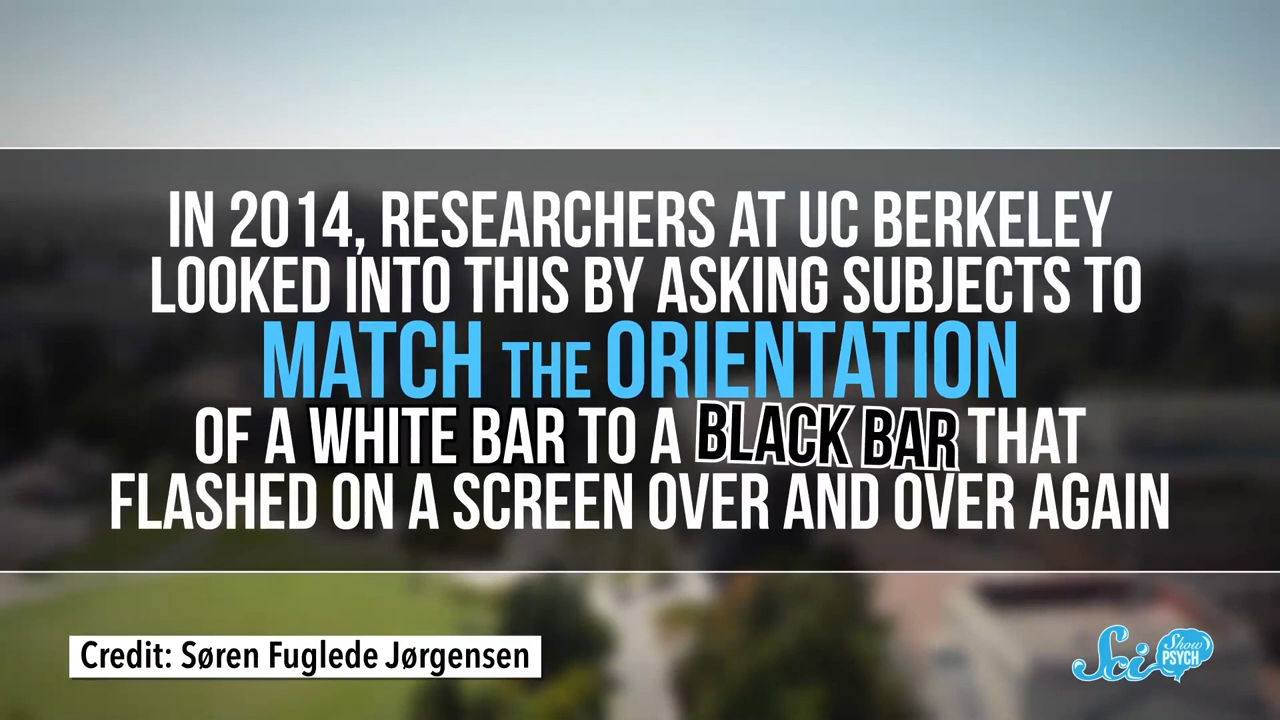 IN 2014, RESEARCHERS AT UC BERKELEY
LOOKED INTO THIS BY ASKING SUBJECTS TO
MATCH THE ORIENTATION
OF A WHITE BAR TO A BLACK BAR THAT
FLASHED ON A SCREEN OVER AND OVER AGAIN
Credit: Søren Fuglede Jørgensen
Sci Show PSYCH